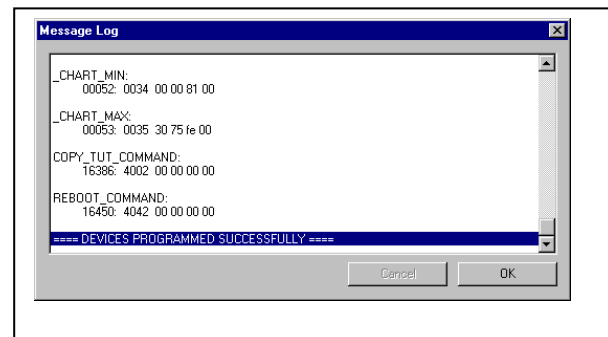 Message Log
_CHART_MIN:
00052: 0034 00 00 81 00
_CHART_MAX:
00053: 0035 30 75 fe 00
COPY_TUT_COMMAND:
16386: 4002 00 00 00 00
REBOOT_COMMAND:
16450: 4042 00 00 00 00
==== DEVICES PROGRAMMED SUCCESSFULLY ====
Cancel OK